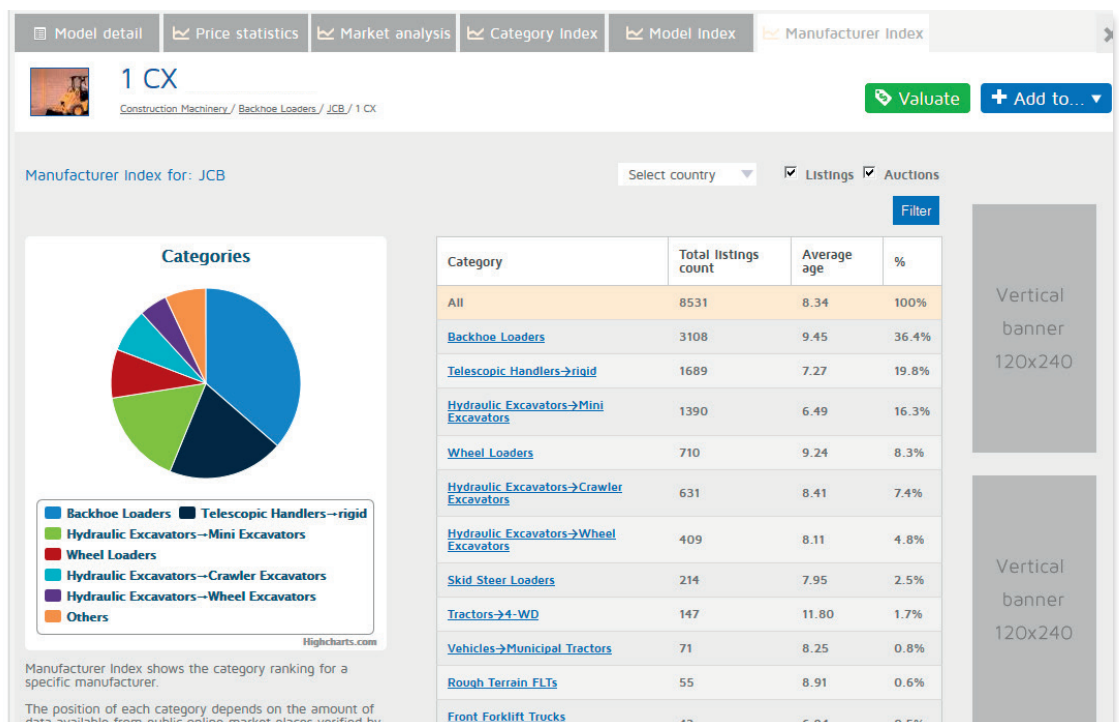 Model detail
Price statistics
Market analysis
Category Index
Model Index
Manufacturer Index
1 CX
Construction Machinery / Backhoe Loaders / JCB / 1 CX
Valuate
Add to...
Manufacturer Index for: JCB
Select country
Listings
Auctions
Filter
Categories
Backhoe Loaders
Telescopic Handlers→rigid
Hydraulic Excavators→Mini Excavators
Wheel Loaders
Hydraulic Excavators→Crawler Excavators
Hydraulic Excavators→Wheel Excavators
Others
Highcharts.com
Manufacturer Index shows the category ranking for a
specific manufacturer.
The position of each category depends on the amount of
data available from public online market places verified by
Category
Total listings
count
Average
age
%
All 8531 8.34 100%
Backhoe Loaders 3108 9.45 36.4%
Telescopic Handlers→rigid 1689 7.27 19.8%
Hydraulic Excavators→Mini
Excavators 1390 6.49 16.3%
Wheel Loaders 710 9.24 8.3%
Hydraulic Excavators→Crawler
Excavators 631 8.41 7.4%
Hydraulic Excavators→Wheel
Excavators 409 8.11 4.8%
Skid Steer Loaders 214 7.95 2.5%
Tractors→4-WD 147 11.80 1.7%
Vehicles→Municipal Tractors 71 8.25 0.8%
Rough Terrain FLTs 55 8.91 0.6%
Front Forklift Trucks
Vertical
banner
120x240
Vertical
banner
120x240